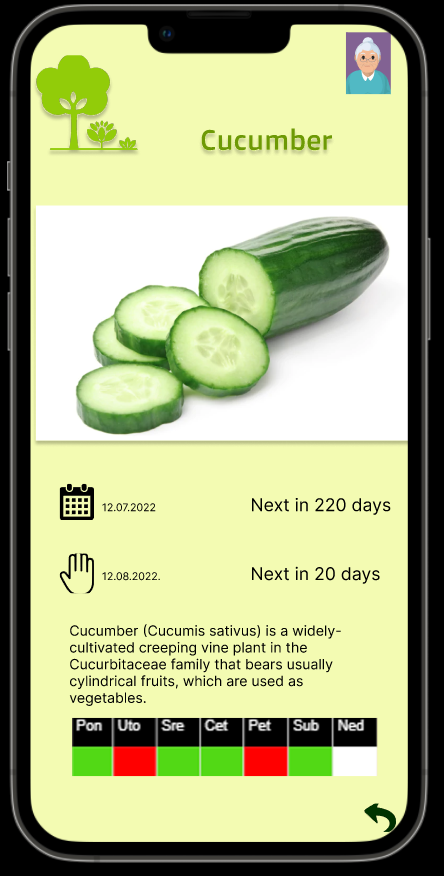 Cucumber
12.07.2022
Next in 220 days
12.08.2022.
Next in 20 days
Cucumber (Cucumis sativus) is a widely-
cultivated creeping vine plant in the
Cucurbitaceae family that bears usually
cylindrical fruits, which are used as
vegetables.
Pon Uto Sre Cet Pet Sub Ned